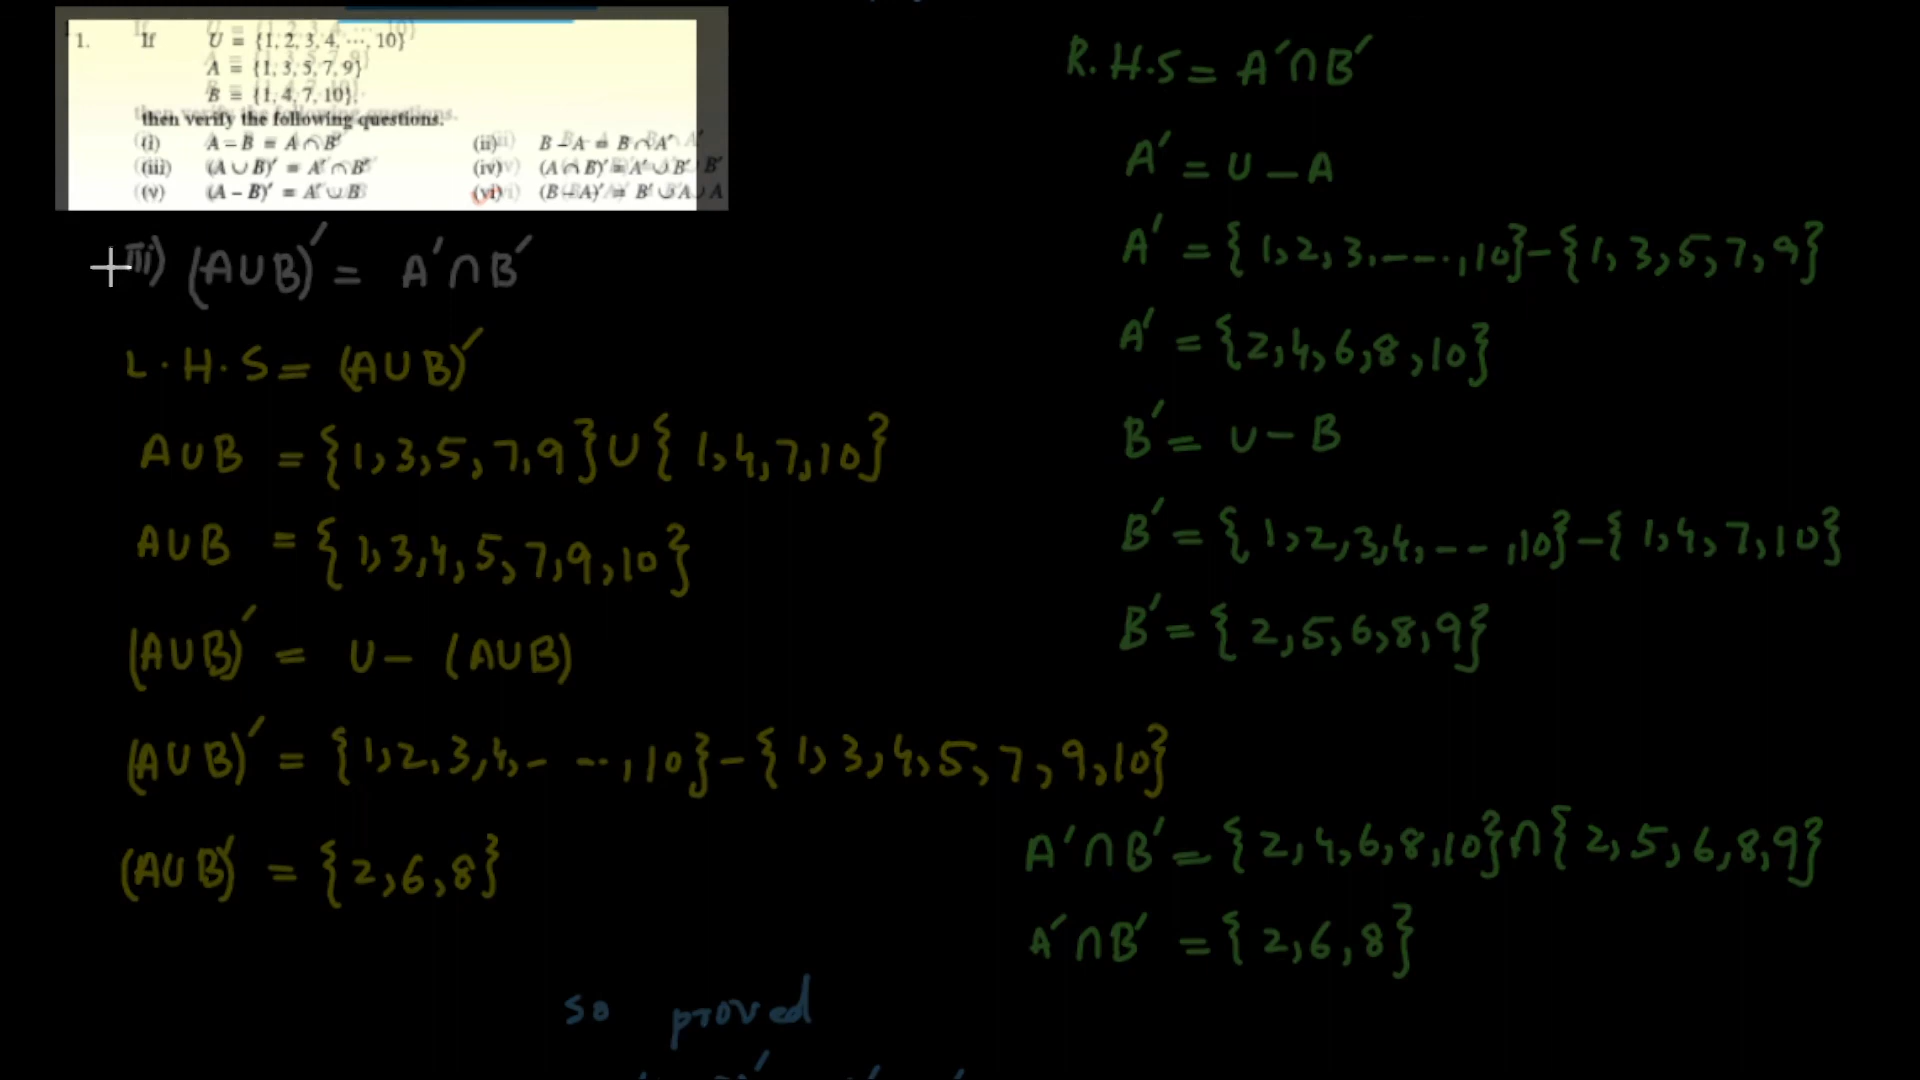 1. If U = {1, 2, 3, 4, ···, 10}
A = {1, 3, 5, 7, 9}
B = {1, 4, 7, 10},
then verify the following questions.
(i) A − B = A ∩ B′ (ii) B − A = B ∩ A′
(iii) (A ∪ B)′ = A′ ∩ B′ (iv) (A ∩ B)′ = A′ ∪ B′
(v) (A − B)′ = A′ ∪ B (vi) (B − A)′ = B′ ∪ A
iii) (A∪B)′ = A′∩B′
L.H.S = (A∪B)′
A∪B = {1,3,5,7,9}∪{1,4,7,10}
A∪B = {1,3,4,5,7,9,10}
(A∪B)′ = U − (A∪B)
(A∪B)′ = {1,2,3,4,- --,10}−{1,3,4,5,7,9,10}
(A∪B)′ = {2,6,8}
R.H.S = A′∩B′
A′ = U − A
A′ = {1,2,3,-----,10}−{1,3,5,7,9}
A′ = {2,4,6,8,10}
B′ = U − B
B′ = {1,2,3,4,---,10}−{1,4,7,10}
B′ = {2,5,6,8,9}
A′∩B′ = {2,4,6,8,10}∩{2,5,6,8,9}
A′∩B′ = {2,6,8}
so proved